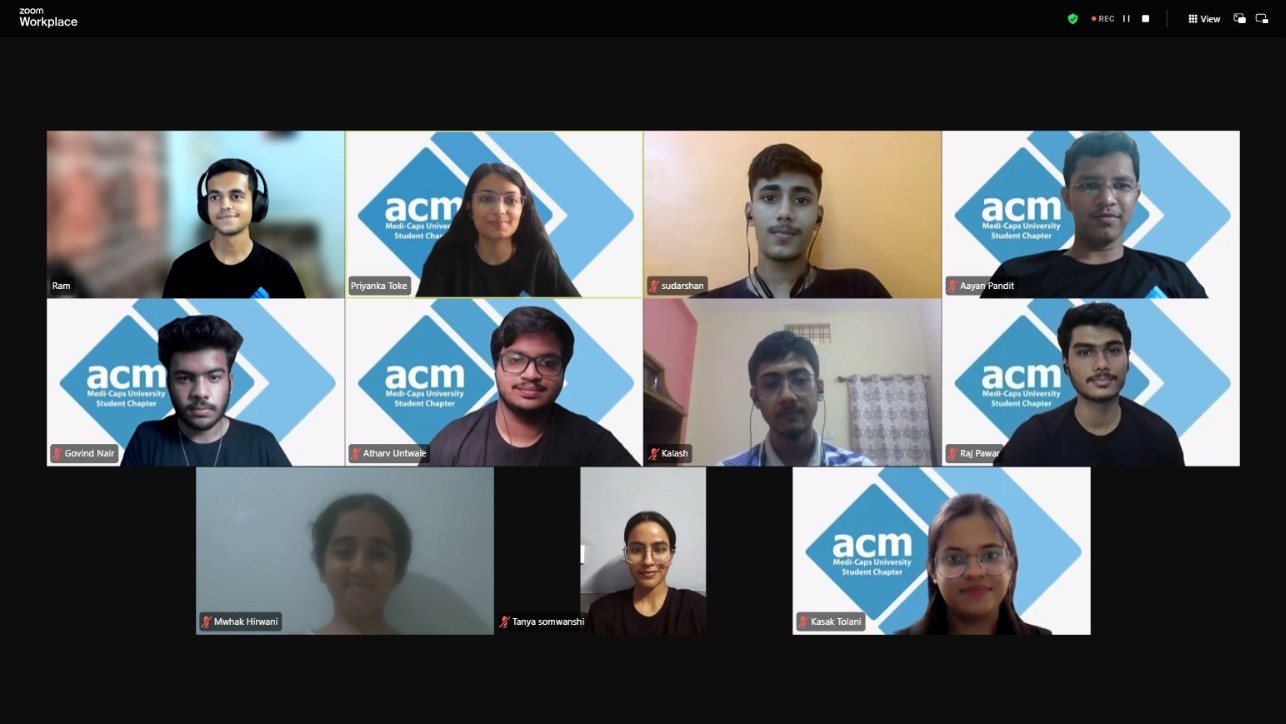 zoom
Workplace
REC
View
acm
Medi-Caps University
Student Chapter
acm
Medi-Caps University
Student Chapter
Ram
Priyanka Toke
sudarshan
Aayan Pandit
acm
Medi-Caps University
Student Chapter
acm
Medi-Caps University
Student Chapter
acm
Medi-Caps University
Student Chapter
Govind Nair
Atharv Untwale
Kalash
Raj Pawar
acm
Medi-Caps University
Student Chapter
Mwhak Hirwani
Tanya somwanshi
Kasak Tolani